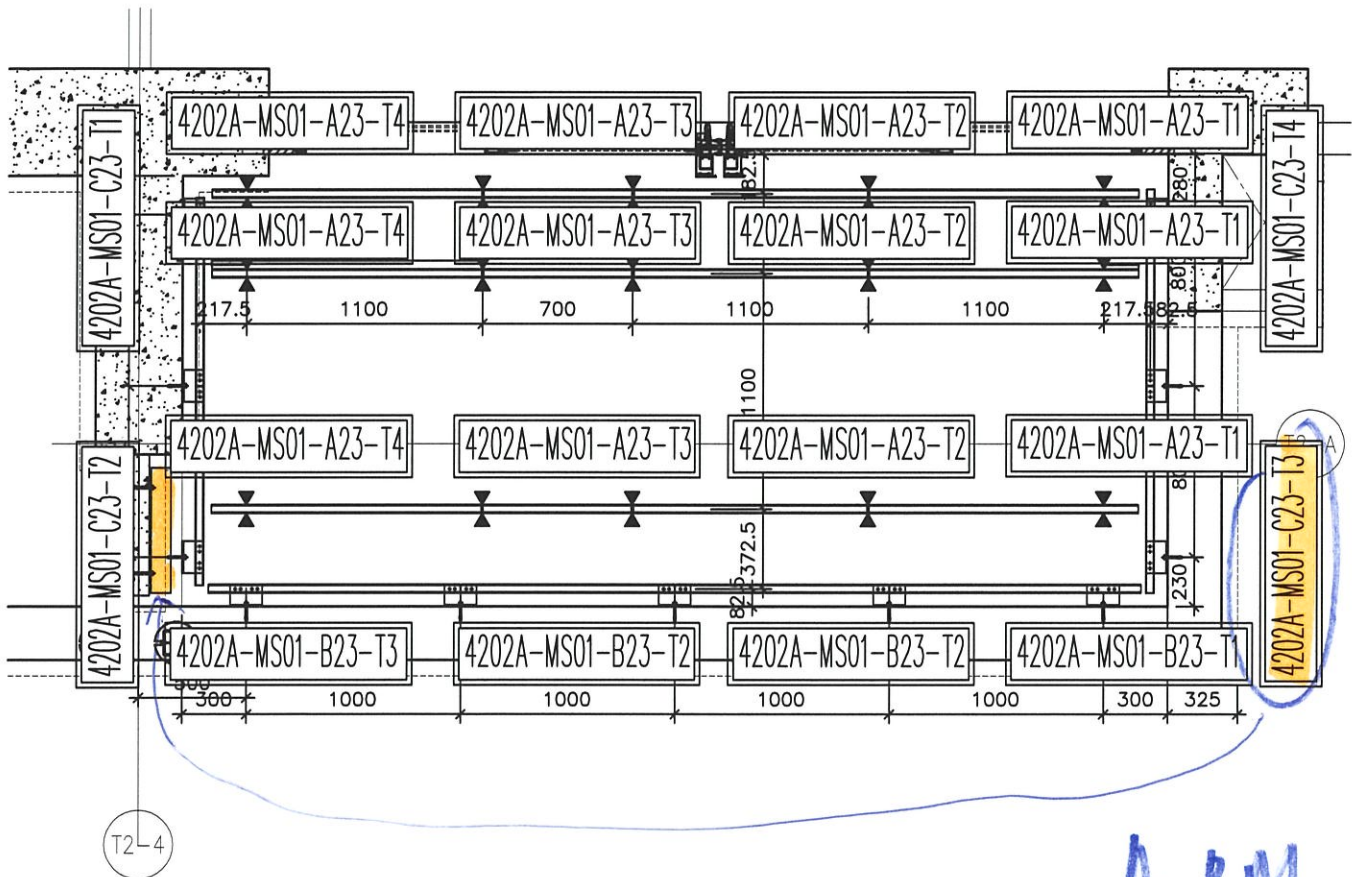 4202A-MS01-A23-T4 4202A-MS01-A23-T3 4202A-MS01-A23-T2 4202A-MS01-A23-T1
4202A-MS01-C23-T1
4202A-MS01-C23-T4
280
4202A-MS01-A23-T4 4202A-MS01-A23-T3 4202A-MS01-A23-T2 4202A-MS01-A23-T1
217.5 1100 700 1100 1100 217.5
1100
4202A-MS01-A23-T4 4202A-MS01-A23-T3 4202A-MS01-A23-T2 4202A-MS01-A23-T1
4202A-MS01-C23-T2
4202A-MS01-C23-T3
A
372.5
82.5
230
4202A-MS01-B23-T3 4202A-MS01-B23-T2 4202A-MS01-B23-T2 4202A-MS01-B23-T1
300 1000 1000 1000 1000 300 325
T2-4